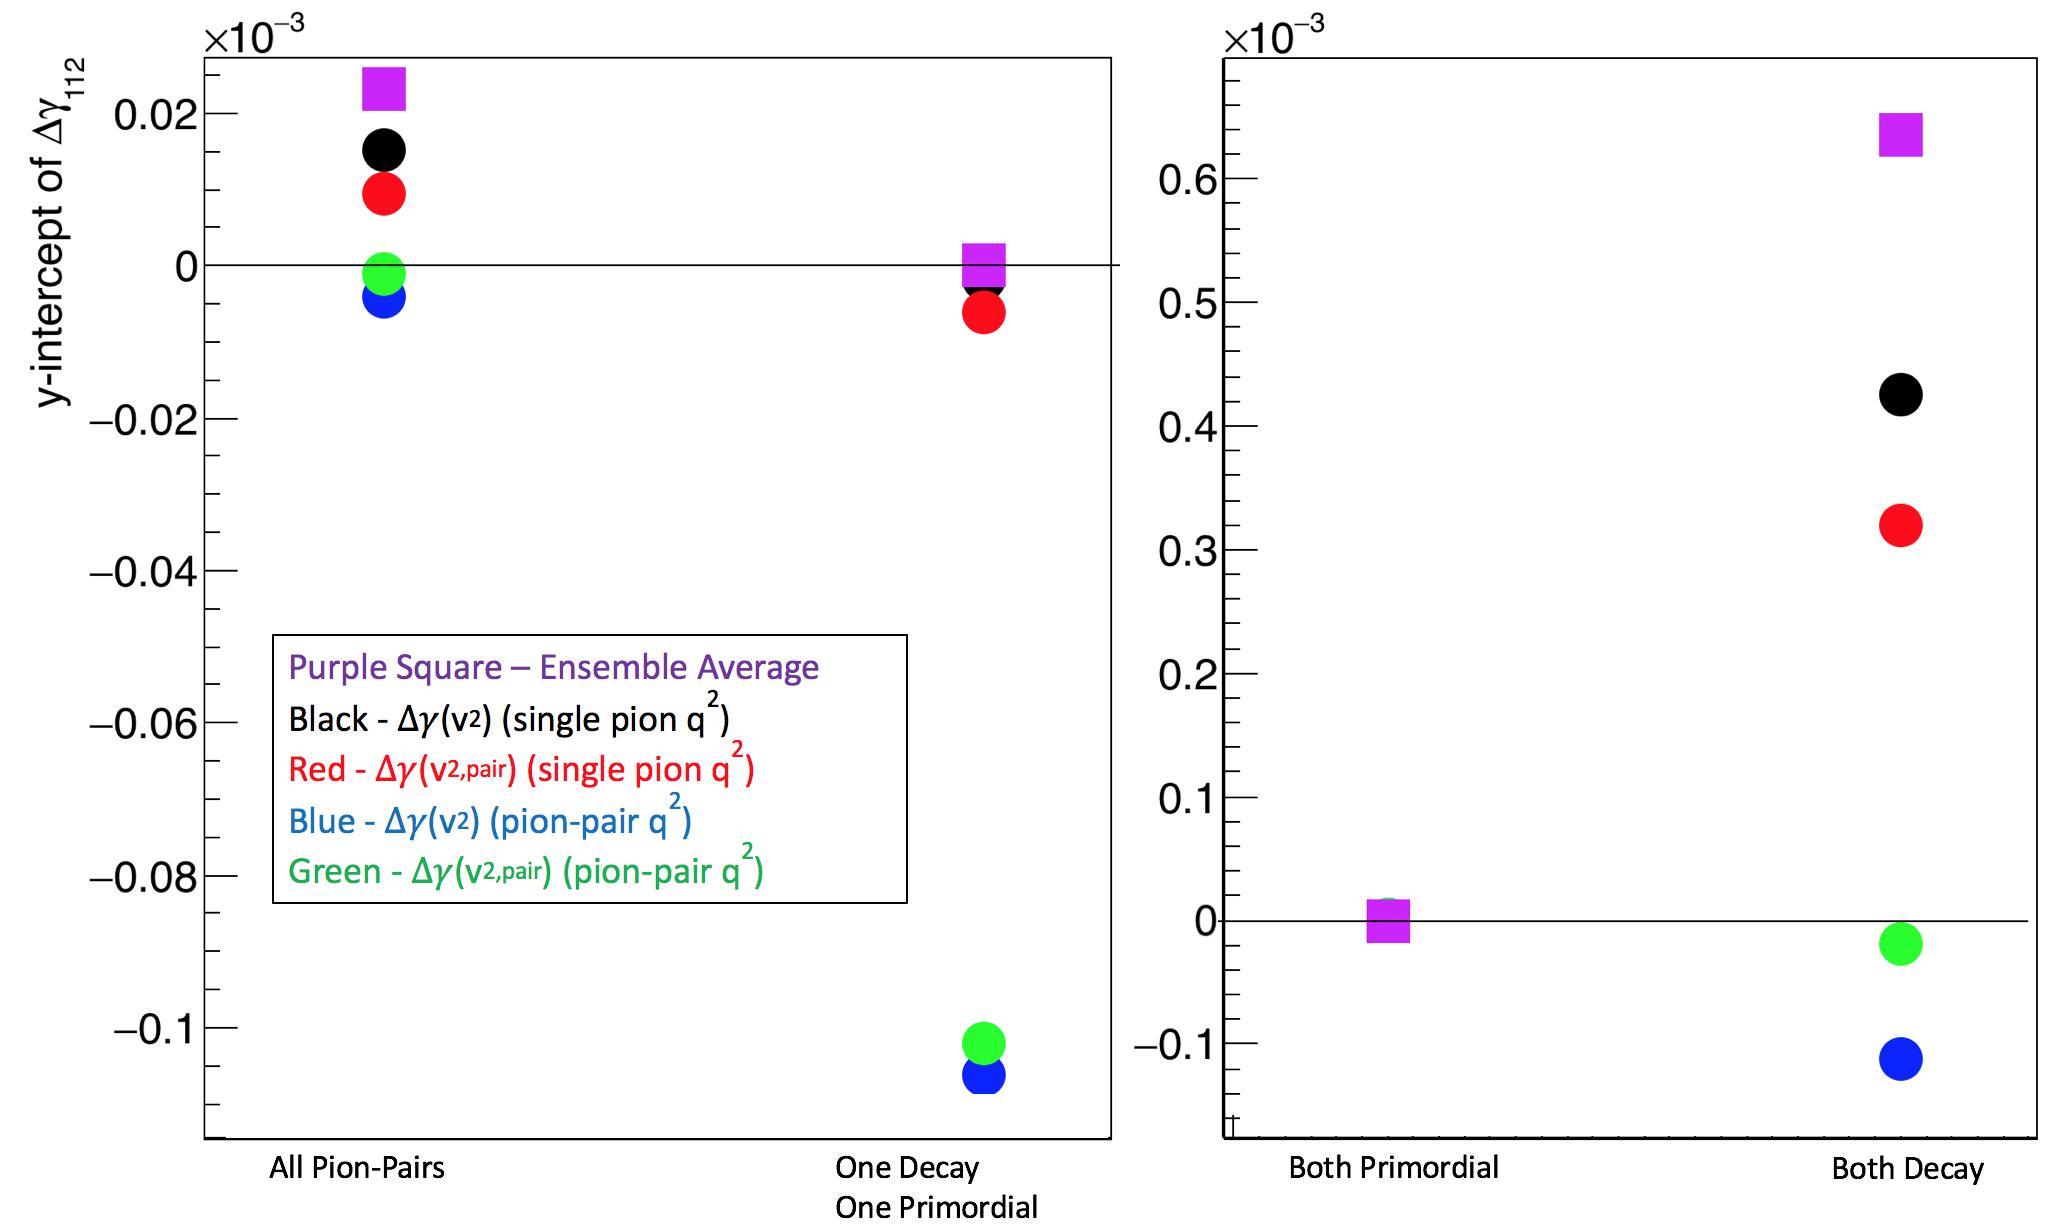 ×10⁻³
y-intercept of Δγ₁₁₂
0.02
0
−0.02
−0.04
−0.06
−0.08
−0.1
Purple Square – Ensemble Average
Black - Δγ(v2) (single pion q²)
Red - Δγ(v2,pair) (single pion q²)
Blue - Δγ(v2) (pion-pair q²)
Green - Δγ(v2,pair) (pion-pair q²)
All Pion-Pairs
One Decay
One Primordial
×10⁻³
0.6
0.5
0.4
0.3
0.2
0.1
0
−0.1
Both Primordial
Both Decay